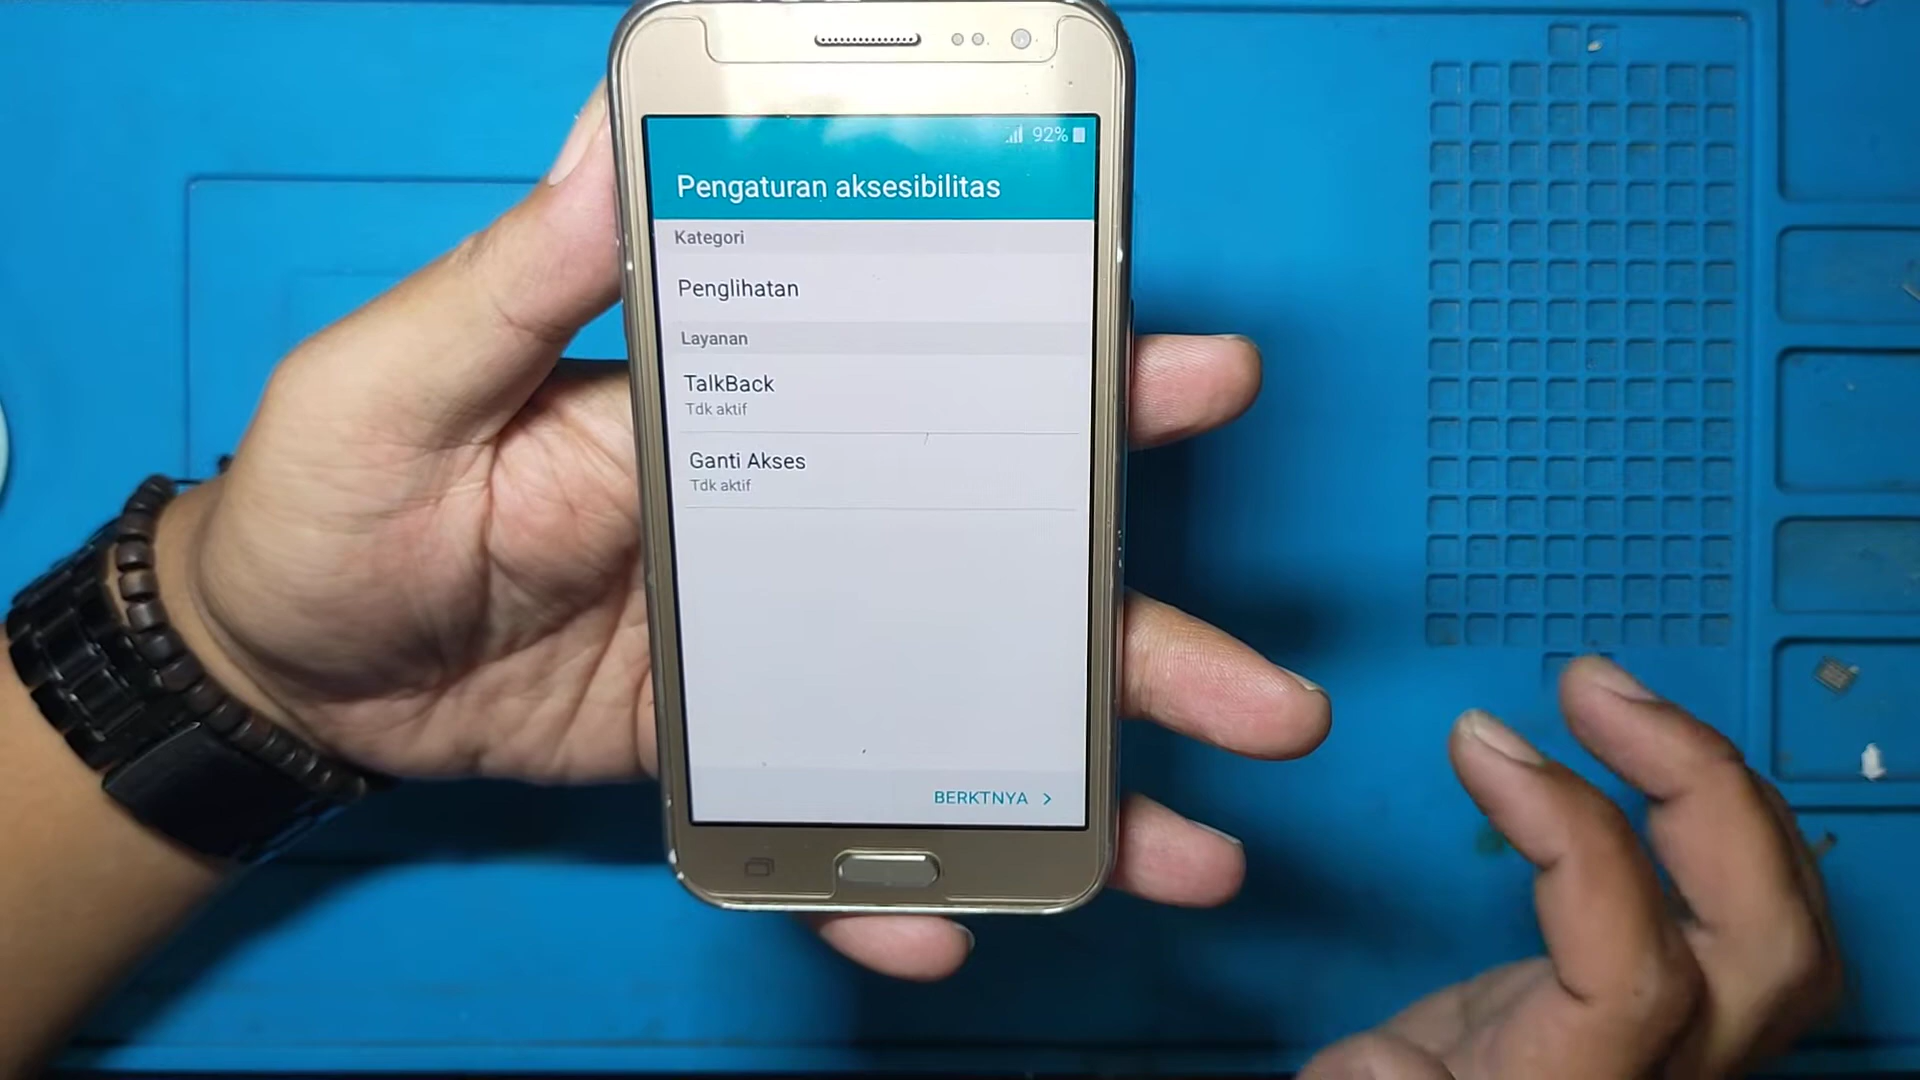 92%
Pengaturan aksesibilitas
Kategori
Penglihatan
Layanan
TalkBack
Tdk aktif
Ganti Akses
Tdk aktif
BERKTNYA